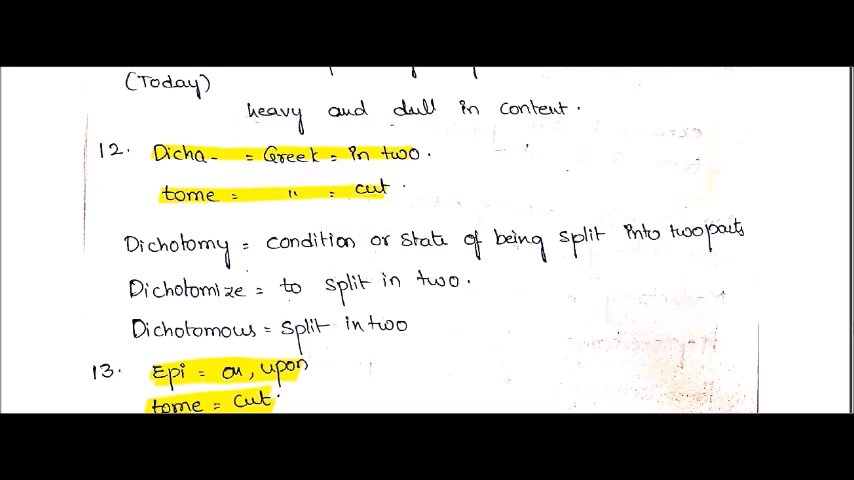 (Today)
heavy and dull in content.
12. Dicha- = Greek = in two.
tome = " = cut.
Dichotomy = condition or state of being split into two parts
Dichotomize = to split in two.
Dichotomous = split in two
13. Epi = on, upon
tome = cut.